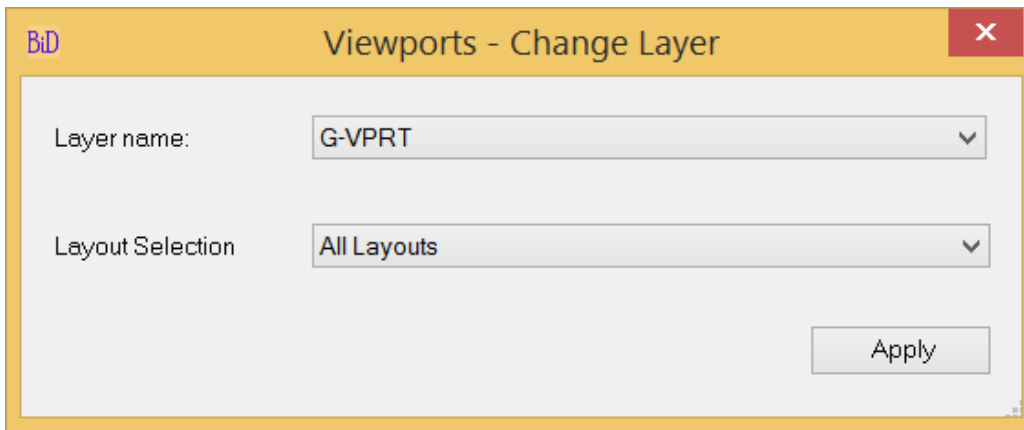 BiD Viewports - Change Layer
Layer name: G-VPRT
Layout Selection All Layouts
Apply